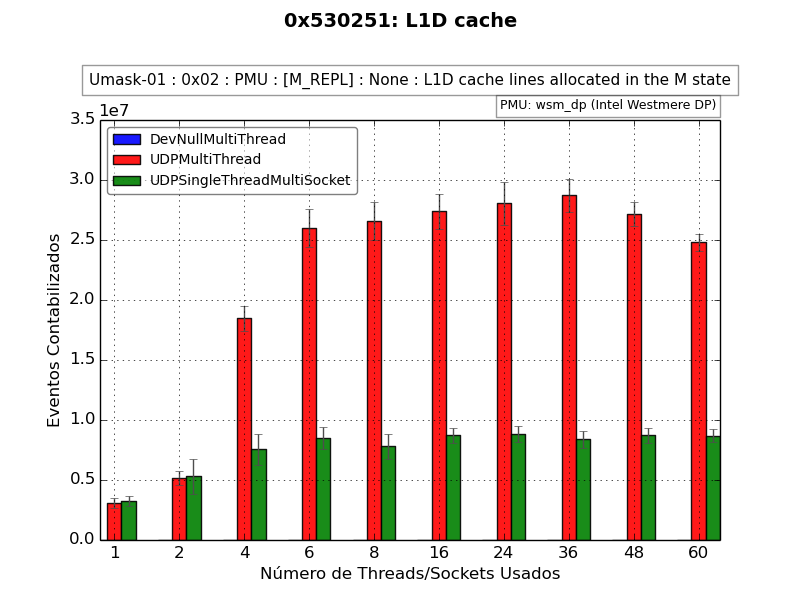 0x530251: L1D cache
Umask-01 : 0x02 : PMU : [M_REPL] : None : L1D cache lines allocated in the M state
PMU: wsm_dp (Intel Westmere DP)
1e7
DevNullMultiThread
UDPMultiThread
UDPSingleThreadMultiSocket
3.5
3.0
2.5
2.0
1.5
1.0
0.5
0.0
Eventos Contabilizados
1 2 4 6 8 16 24 36 48 60
Número de Threads/Sockets Usados